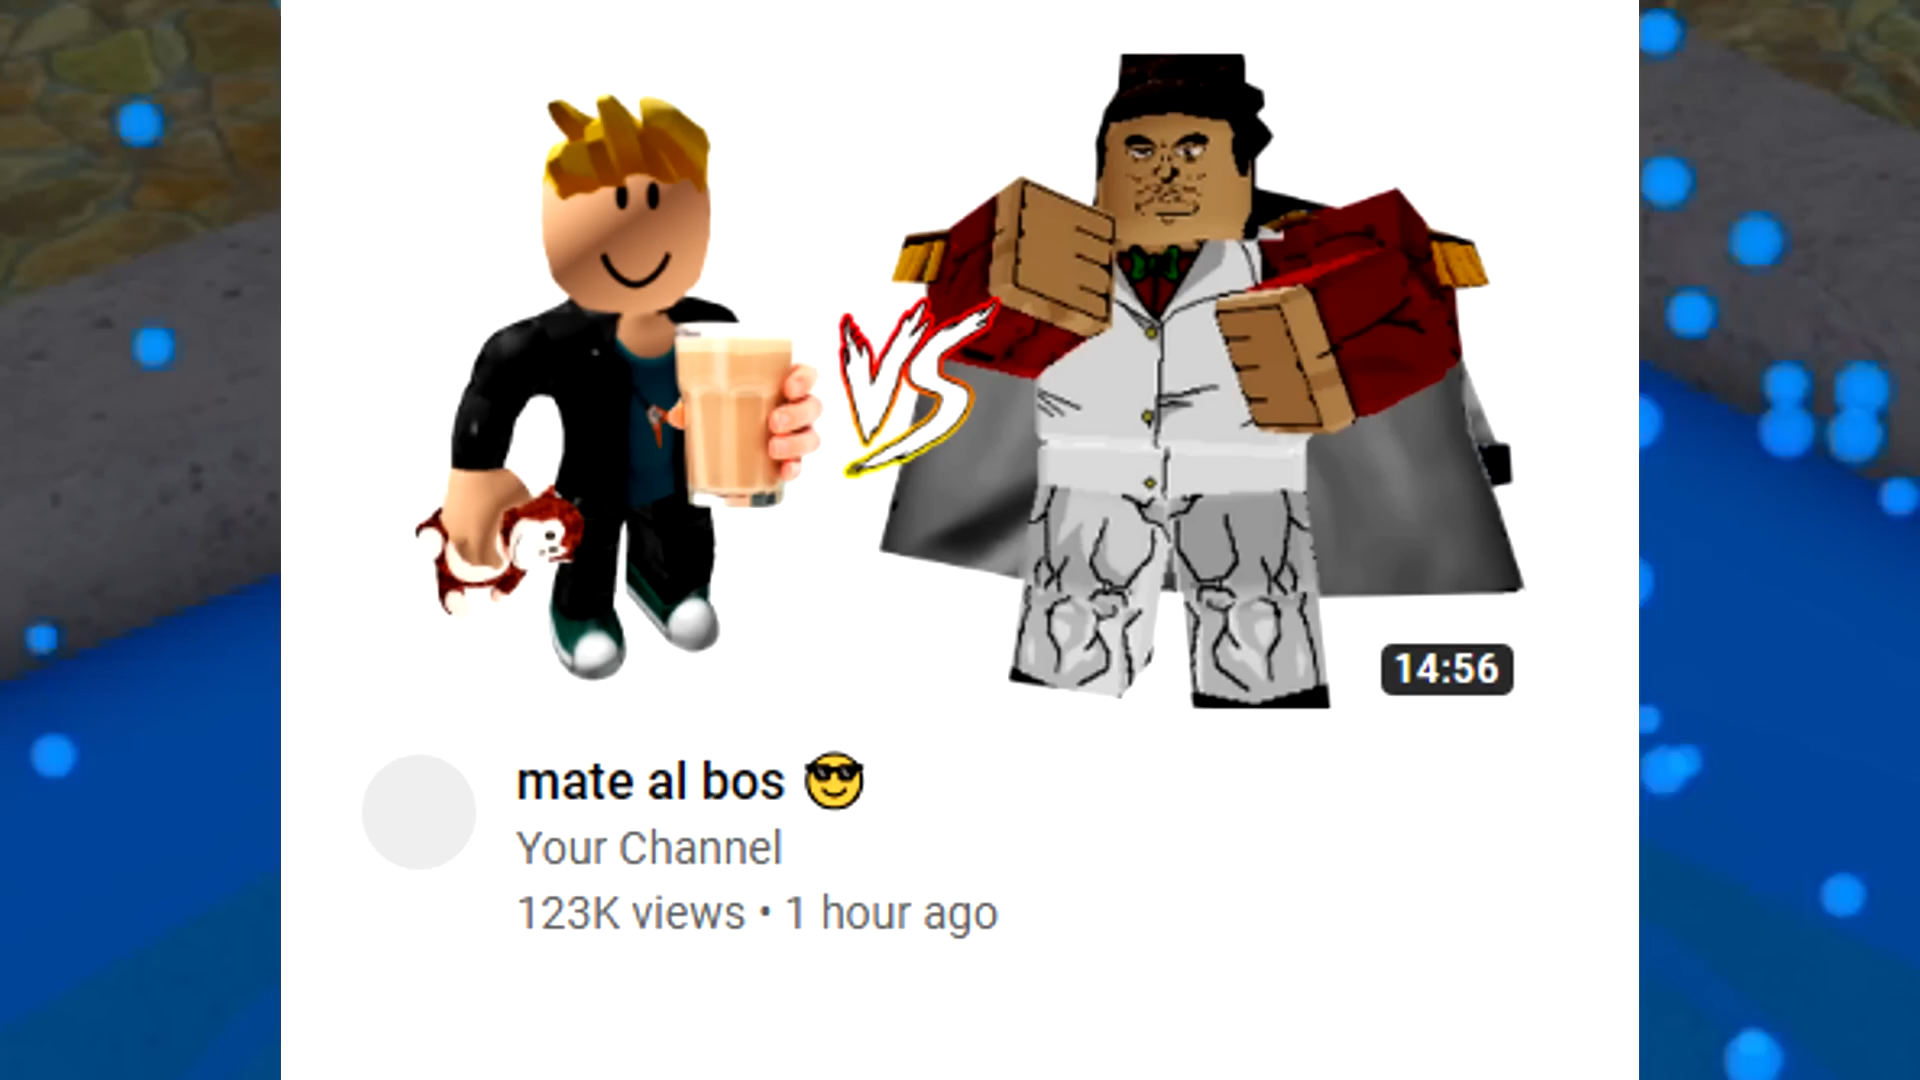 VS
14:56
mate al bos 😎
Your Channel
123K views • 1 hour ago